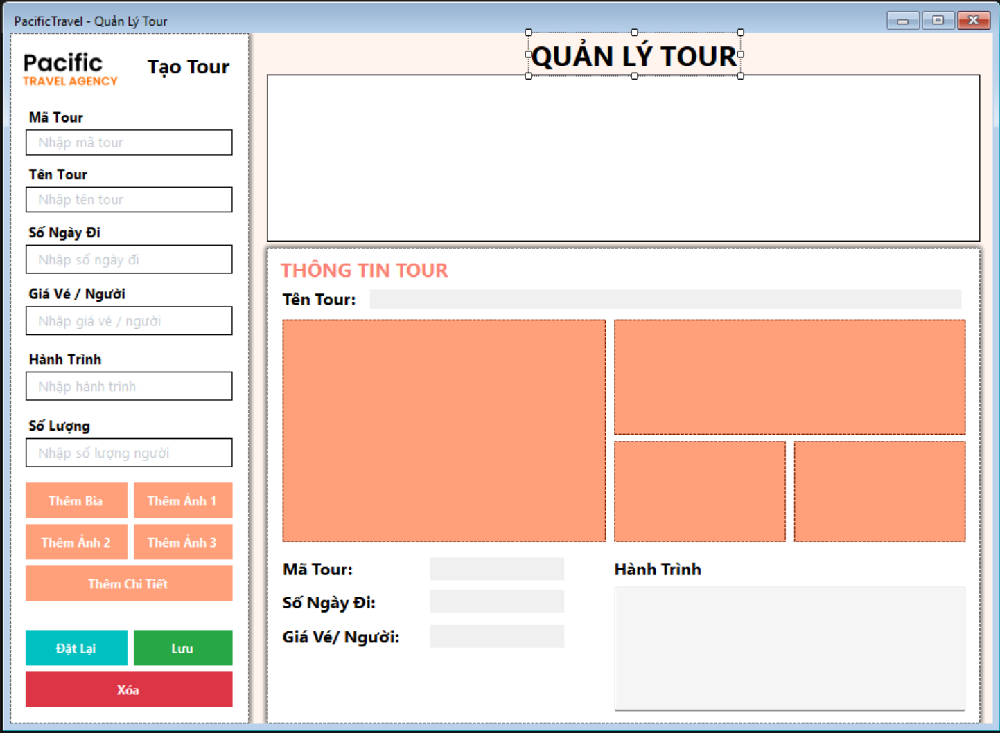 PacificTravel - Quản Lý Tour
Pacific
TRAVEL AGENCY
Tạo Tour
Mã Tour
Nhập mã tour
Tên Tour
Nhập tên tour
Số Ngày Đi
Nhập số ngày đi
Giá Vé / Người
Nhập giá vé / người
Hành Trình
Nhập hành trình
Số Lượng
Nhập số lượng người
Thêm Bìa
Thêm Ảnh 1
Thêm Ảnh 2
Thêm Ảnh 3
Thêm Chi Tiết
Đặt Lại
Lưu
Xóa
QUẢN LÝ TOUR
THÔNG TIN TOUR
Tên Tour:
Mã Tour:
Số Ngày Đi:
Giá Vé/ Người:
Hành Trình